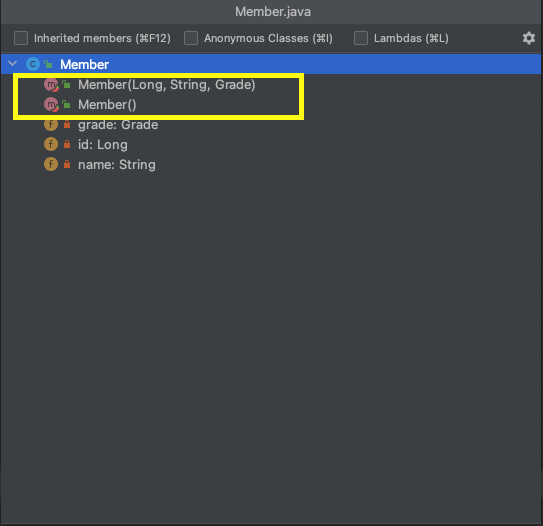 Member.java
Inherited members (⌘F12) Anonymous Classes (⌘I) Lambdas (⌘L)
C Member
m Member(Long, String, Grade)
m Member()
f grade: Grade
f id: Long
f name: String